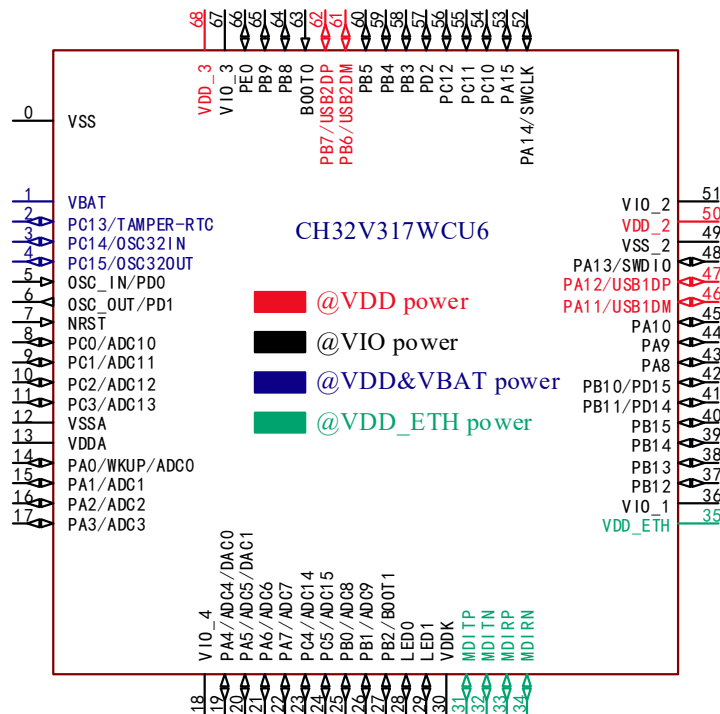 68 67 66 65 64 63 62 61 60 59 58 57 56 55 54 53 52
VDD_3
VIO_3
PE0
PB9
PB8
BOOT0
PB7/USB2DP
PB6/USB2DM
PB5
PB4
PB3
PD2
PC12
PC11
PC10
PA15
PA14/SWCLK
0 VSS
1 VBAT
2 PC13/TAMPER-RTC
3 PC14/OSC32IN
4 PC15/OSC32OUT
5 OSC_IN/PD0
6 OSC_OUT/PD1
7 NRST
8 PC0/ADC10
9 PC1/ADC11
10 PC2/ADC12
11 PC3/ADC13
12 VSSA
13 VDDA
14 PA0/WKUP/ADC0
15 PA1/ADC1
16 PA2/ADC2
17 PA3/ADC3
CH32V317WCU6
@VDD power
@VIO power
@VDD&VBAT power
@VDD_ETH power
VIO_2 51
VDD_2 50
VSS_2 49
PA13/SWDIO 48
PA12/USB1DP 47
PA11/USB1DM 46
PA10 45
PA9 44
PA8 43
PB10/PD15 42
PB11/PD14 41
PB15 40
PB14 39
PB13 38
PB12 37
VIO_1 36
VDD_ETH 35
VIO_4
PA4/ADC4/DAC0
PA5/ADC5/DAC1
PA6/ADC6
PA7/ADC7
PC4/ADC14
PC5/ADC15
PB0/ADC8
PB1/ADC9
PB2/BOOT1
LED0
LED1
VDDK
MDITP
MDITN
MDIRP
MDIRN
18 19 20 21 22 23 24 25 26 27 28 29 30 31 32 33 34